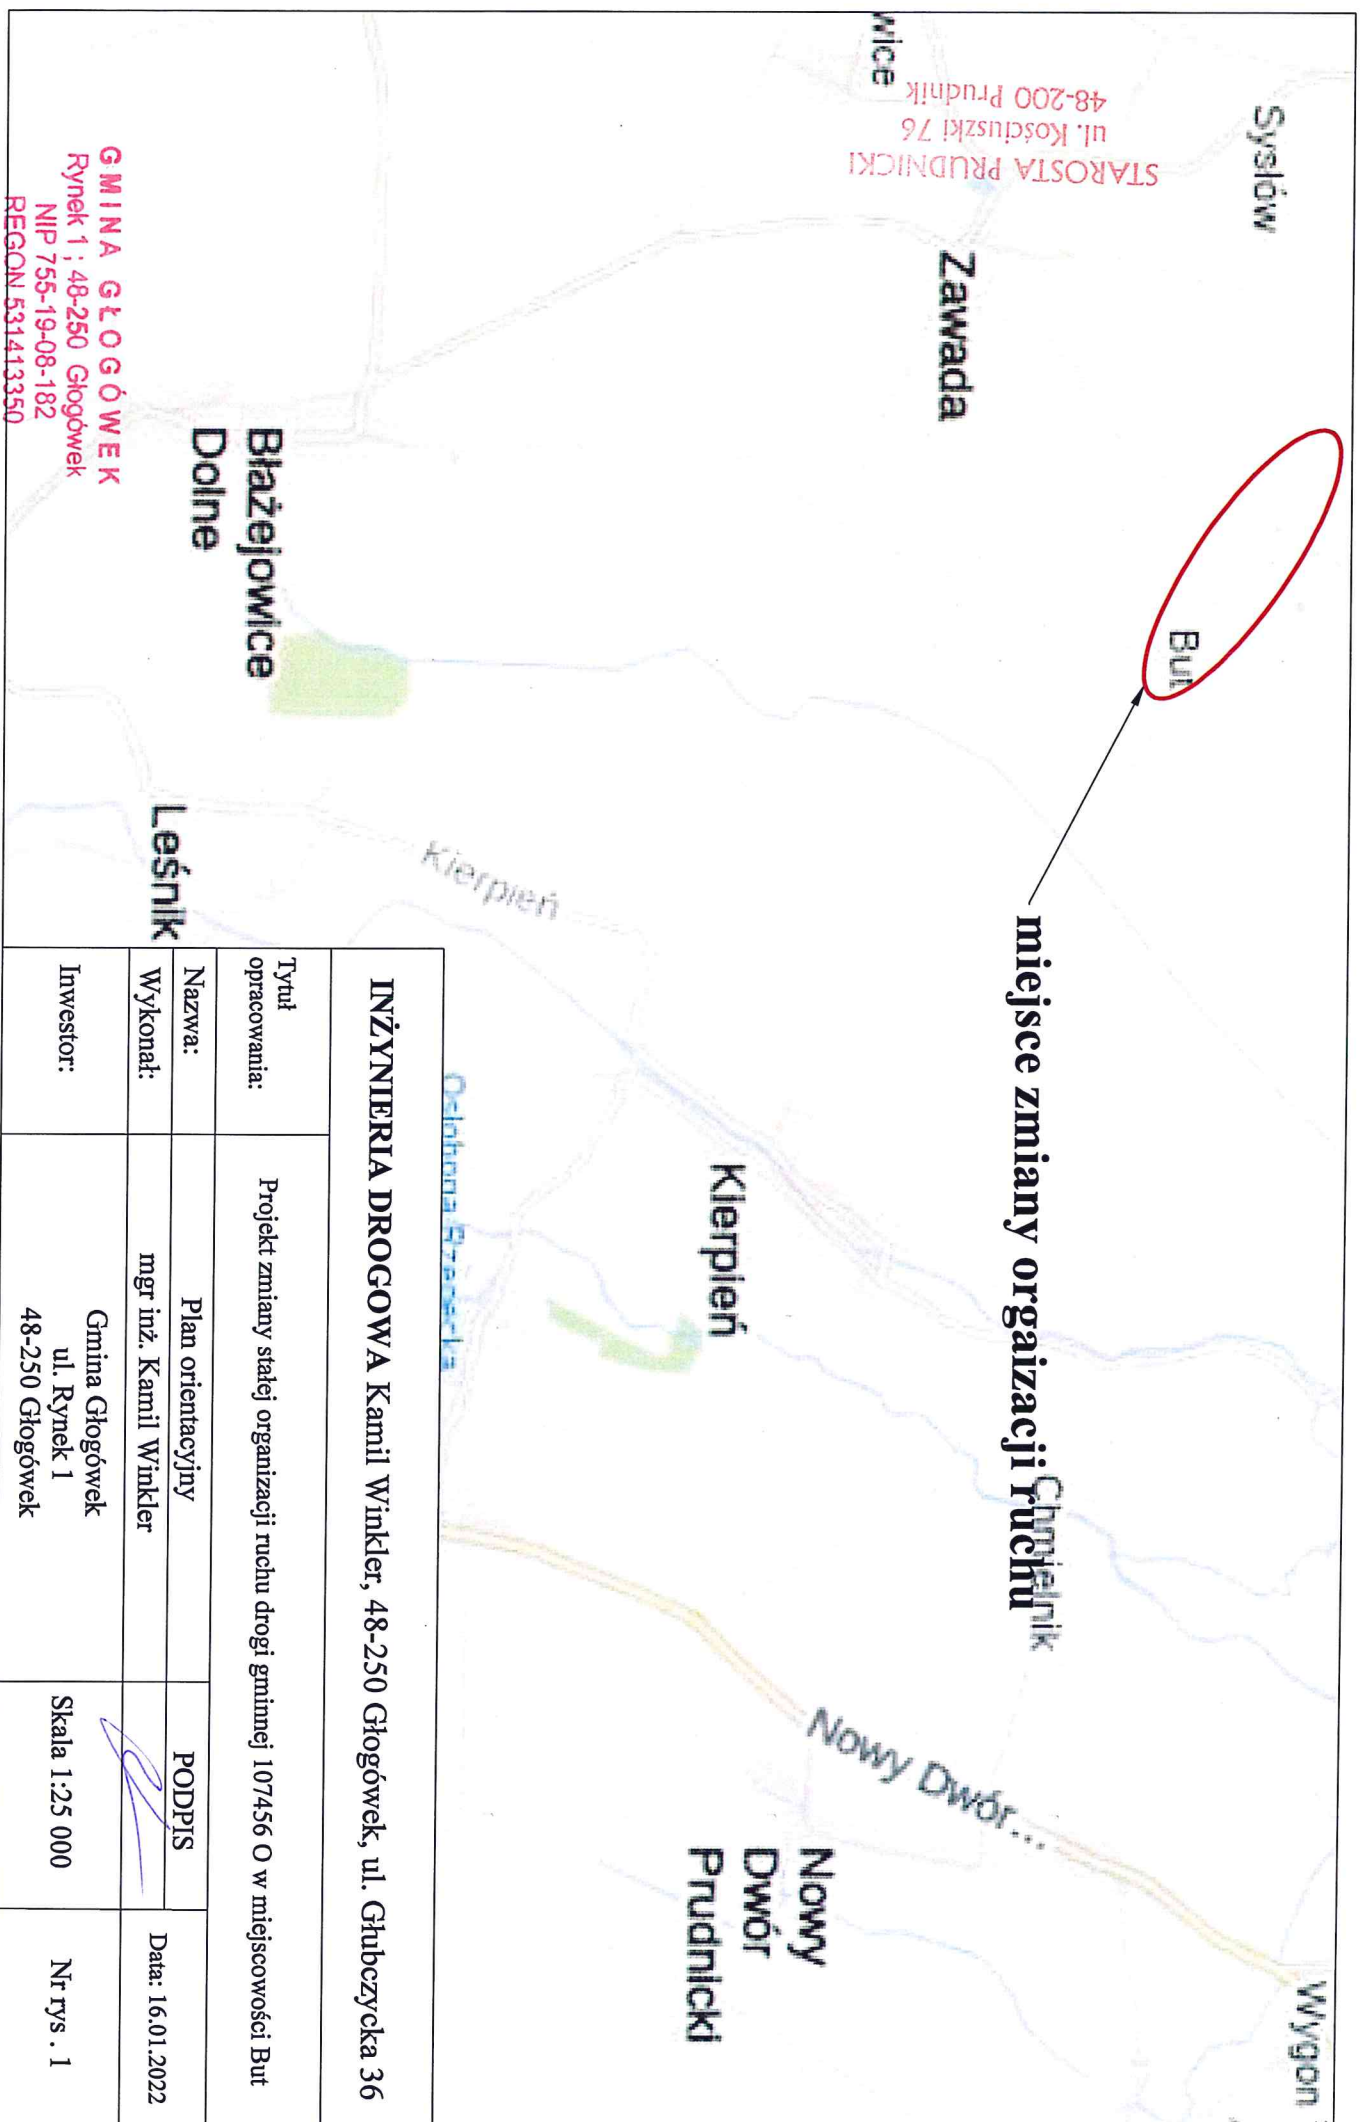 Sysłów
wice
STAROSTA PRUDNICKI
ul. Kościuszki 76
48-200 Prudnik
Zawada
But
miejsce zmiany orgaizacji ruchu
Chmielnik
Wygon
Błażejowice
Dolne
Leśnik
Kierpień
Kierpień
Nowy Dwór...
Nowy
Dwór
Prudnicki
GMINA GŁOGÓWEK
Rynek 1 ; 48-250 Głogówek
NIP 755-19-08-182
REGON 531413350
INŻYNIERIA DROGOWA Kamil Winkler, 48-250 Głogówek, ul. Głubczycka 36
Tytuł
opracowania:
Projekt zmiany stałej organizacji ruchu drogi gminnej 107456 O w miejscowości But
Nazwa:
Plan orientacyjny
PODPIS
Wykonał:
mgr inż. Kamil Winkler
Data: 16.01.2022
Inwestor:
Gmina Głogówek
ul. Rynek 1
48-250 Głogówek
Skala 1:25 000
Nr rys . 1